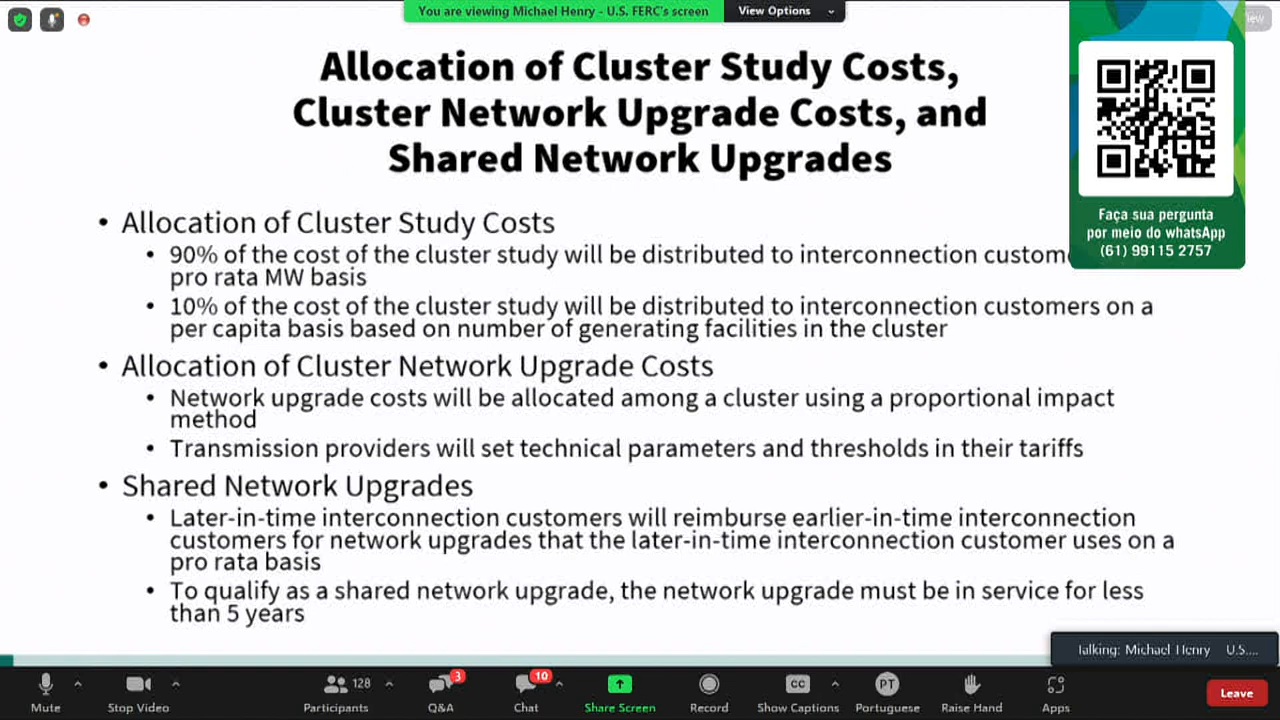 You are viewing Michael Henry - U.S. FERC's screen
View Options
Allocation of Cluster Study Costs,
Cluster Network Upgrade Costs, and
Shared Network Upgrades
Faça sua pergunta
por meio do whatsApp
(61) 99115 2757
• Allocation of Cluster Study Costs
• 90% of the cost of the cluster study will be distributed to interconnection
pro rata MW basis
• 10% of the cost of the cluster study will be distributed to interconnection customers on a
per capita basis based on number of generating facilities in the cluster
• Allocation of Cluster Network Upgrade Costs
• Network upgrade costs will be allocated among a cluster using a proportional impact
method
• Transmission providers will set technical parameters and thresholds in their tariffs
• Shared Network Upgrades
• Later-in-time interconnection customers will reimburse earlier-in-time interconnection
customers for network upgrades that the later-in-time interconnection customer uses on a
pro rata basis
• To qualify as a shared network upgrade, the network upgrade must be in service for less
than 5 years
Talking: Michael Henry U.S....
128
3
10
CC
PT
Mute
Stop Video
Participants
Q&A
Chat
Share Screen
Record
Show Captions
Portuguese
Raise Hand
Apps
Leave